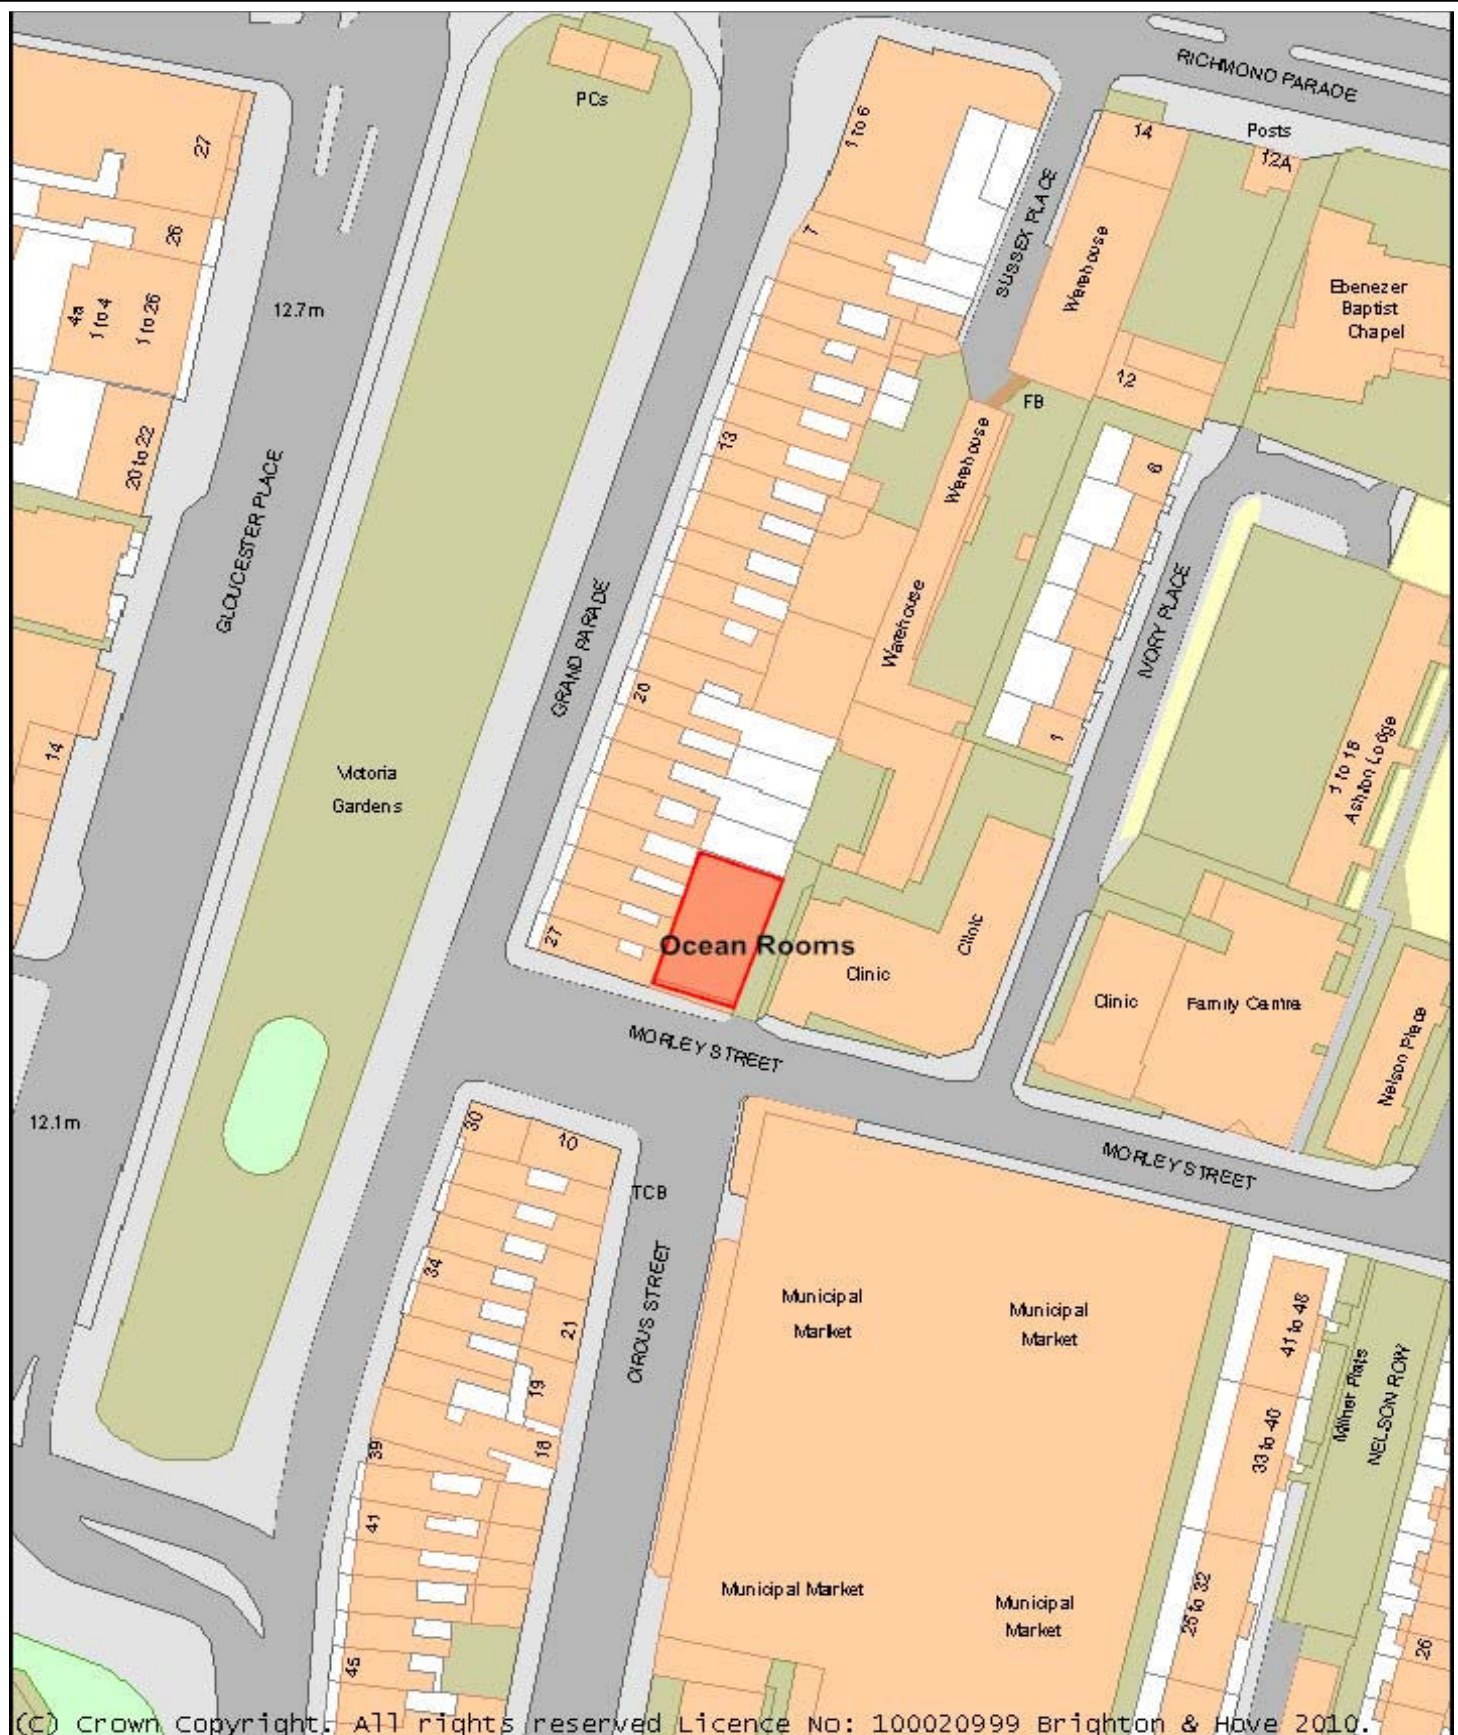 RICHMOND PARADE
PCs
1 to 6
14
Posts
12A
27
SUSSEX PLACE
26
7
Warehouse
4a
1 to 4
1 to 26
12.7m
Ebenezer
Baptist
Chapel
12
FB
20 to 22
13
Warehouse
6
GLOUCESTER PLACE
GRAND PARADE
Warehouse
IVORY PLACE
20
14
1
Victoria
Gardens
1 to 18
Ashton Lodge
27
Ocean Rooms
Clinic
Clinic
Clinic
Family Centre
MORLEY STREET
Nelson Place
12.1m
30
10
MORLEY STREET
TCB
34
CIRCUS STREET
21
Municipal
Market
Municipal
Market
41 to 48
19
Milner Flats
NELSON ROW
39
18
33 to 40
41
Municipal Market
Municipal
Market
25 to 32
45
26
(C) Crown Copyright. All rights reserved Licence No: 100020999 Brighton & Hove 2010.